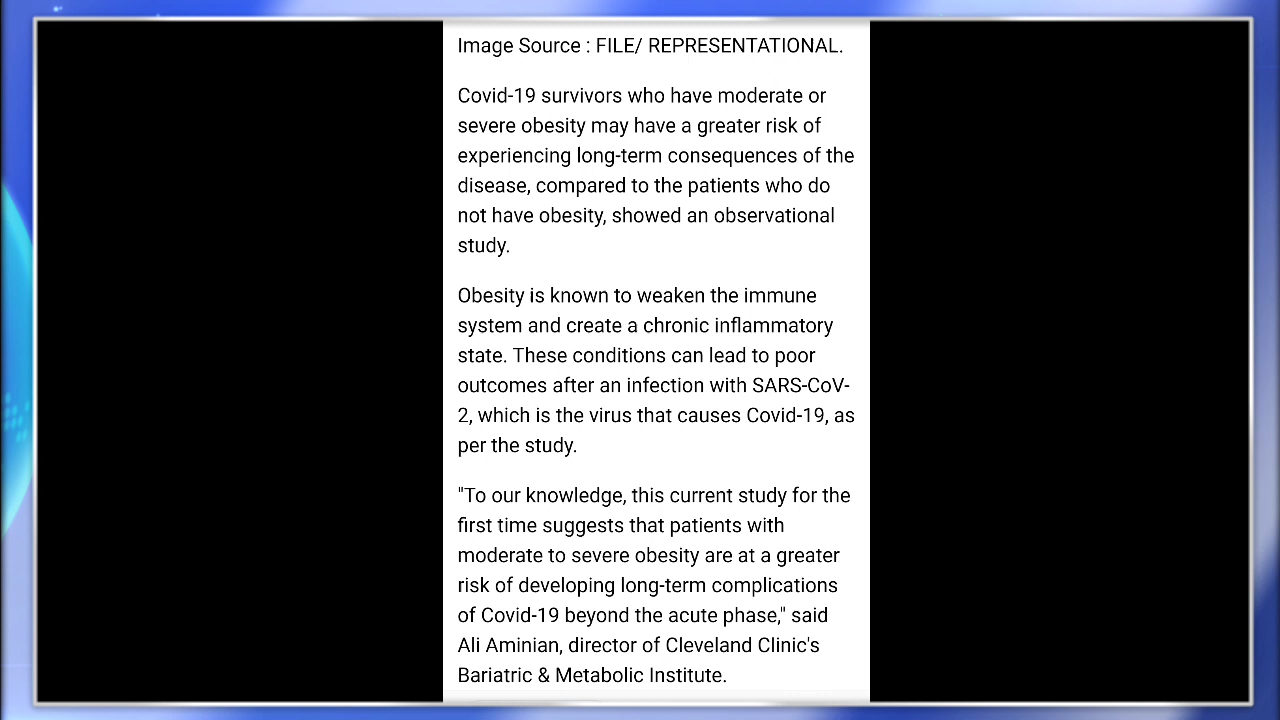 Image Source : FILE/ REPRESENTATIONAL.
Covid-19 survivors who have moderate or
severe obesity may have a greater risk of
experiencing long-term consequences of the
disease, compared to the patients who do
not have obesity, showed an observational
study.
Obesity is known to weaken the immune
system and create a chronic inflammatory
state. These conditions can lead to poor
outcomes after an infection with SARS-CoV-
2, which is the virus that causes Covid-19, as
per the study.
"To our knowledge, this current study for the
first time suggests that patients with
moderate to severe obesity are at a greater
risk of developing long-term complications
of Covid-19 beyond the acute phase," said
Ali Aminian, director of Cleveland Clinic's
Bariatric & Metabolic Institute.